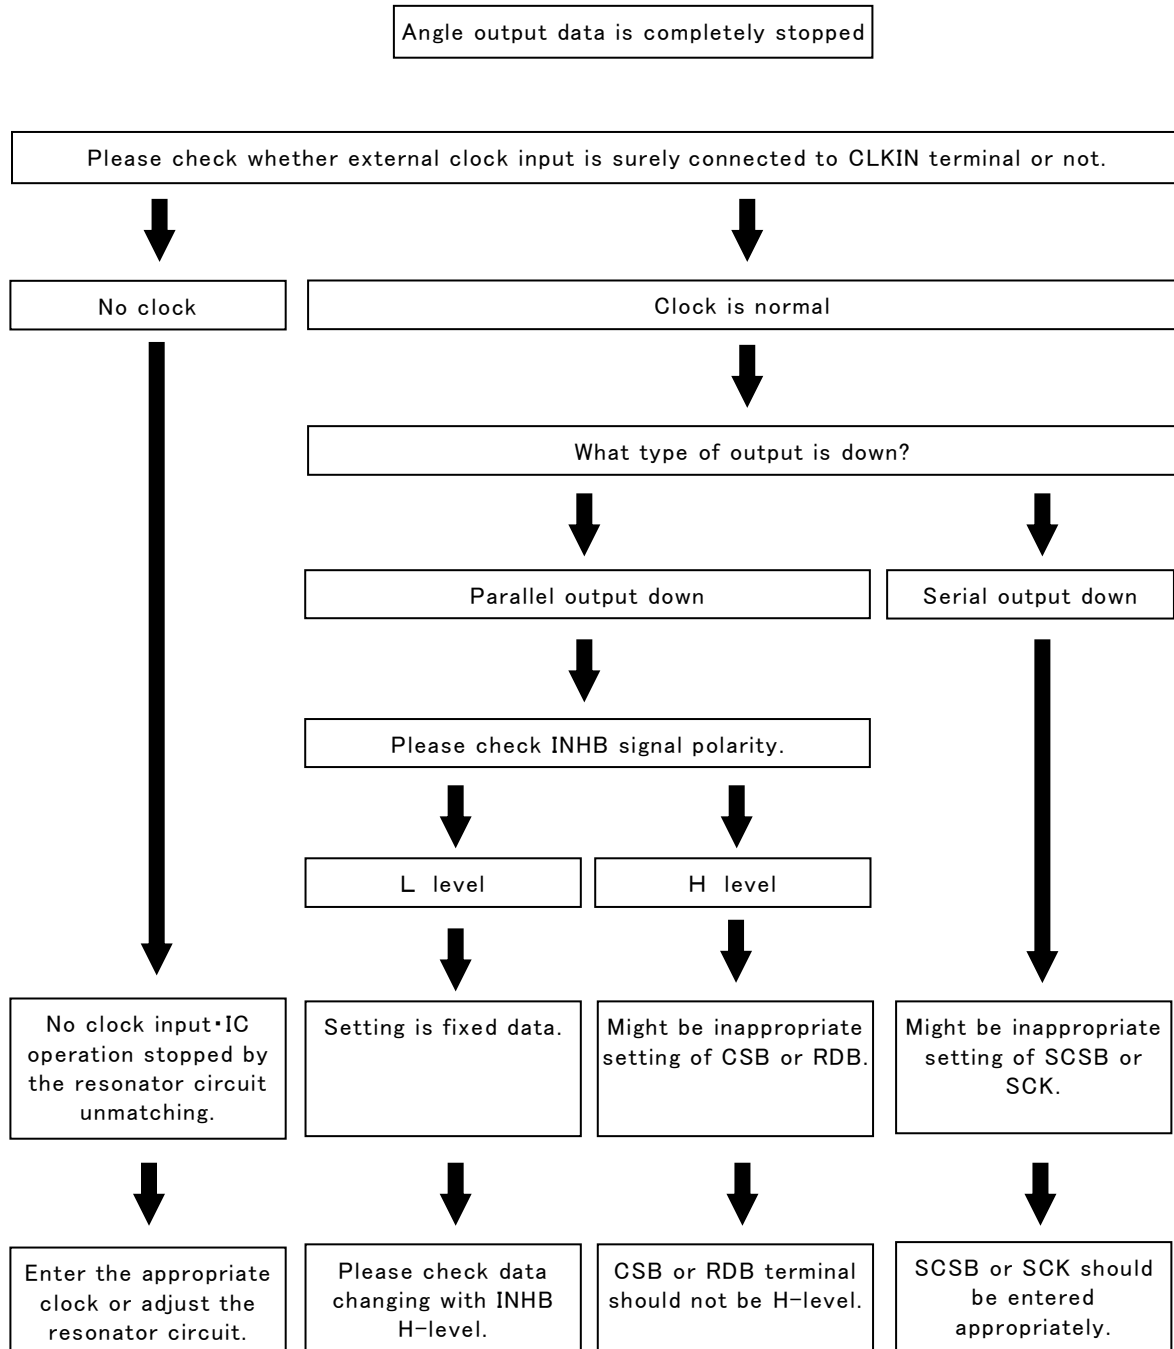 Angle output data is completely stopped
Please check whether external clock input is surely connected to CLKIN terminal or not.
No clock
Clock is normal
What type of output is down?
Parallel output down
Serial output down
Please check INHB signal polarity.
L level
H level
No clock input・IC
operation stopped by
the resonator circuit
unmatching.
Setting is fixed data.
Might be inappropriate
setting of CSB or RDB.
Might be inappropriate
setting of SCSB or
SCK.
Enter the appropriate
clock or adjust the
resonator circuit.
Please check data
changing with INHB
H-level.
CSB or RDB terminal
should not be H-level.
SCSB or SCK should
be entered
appropriately.